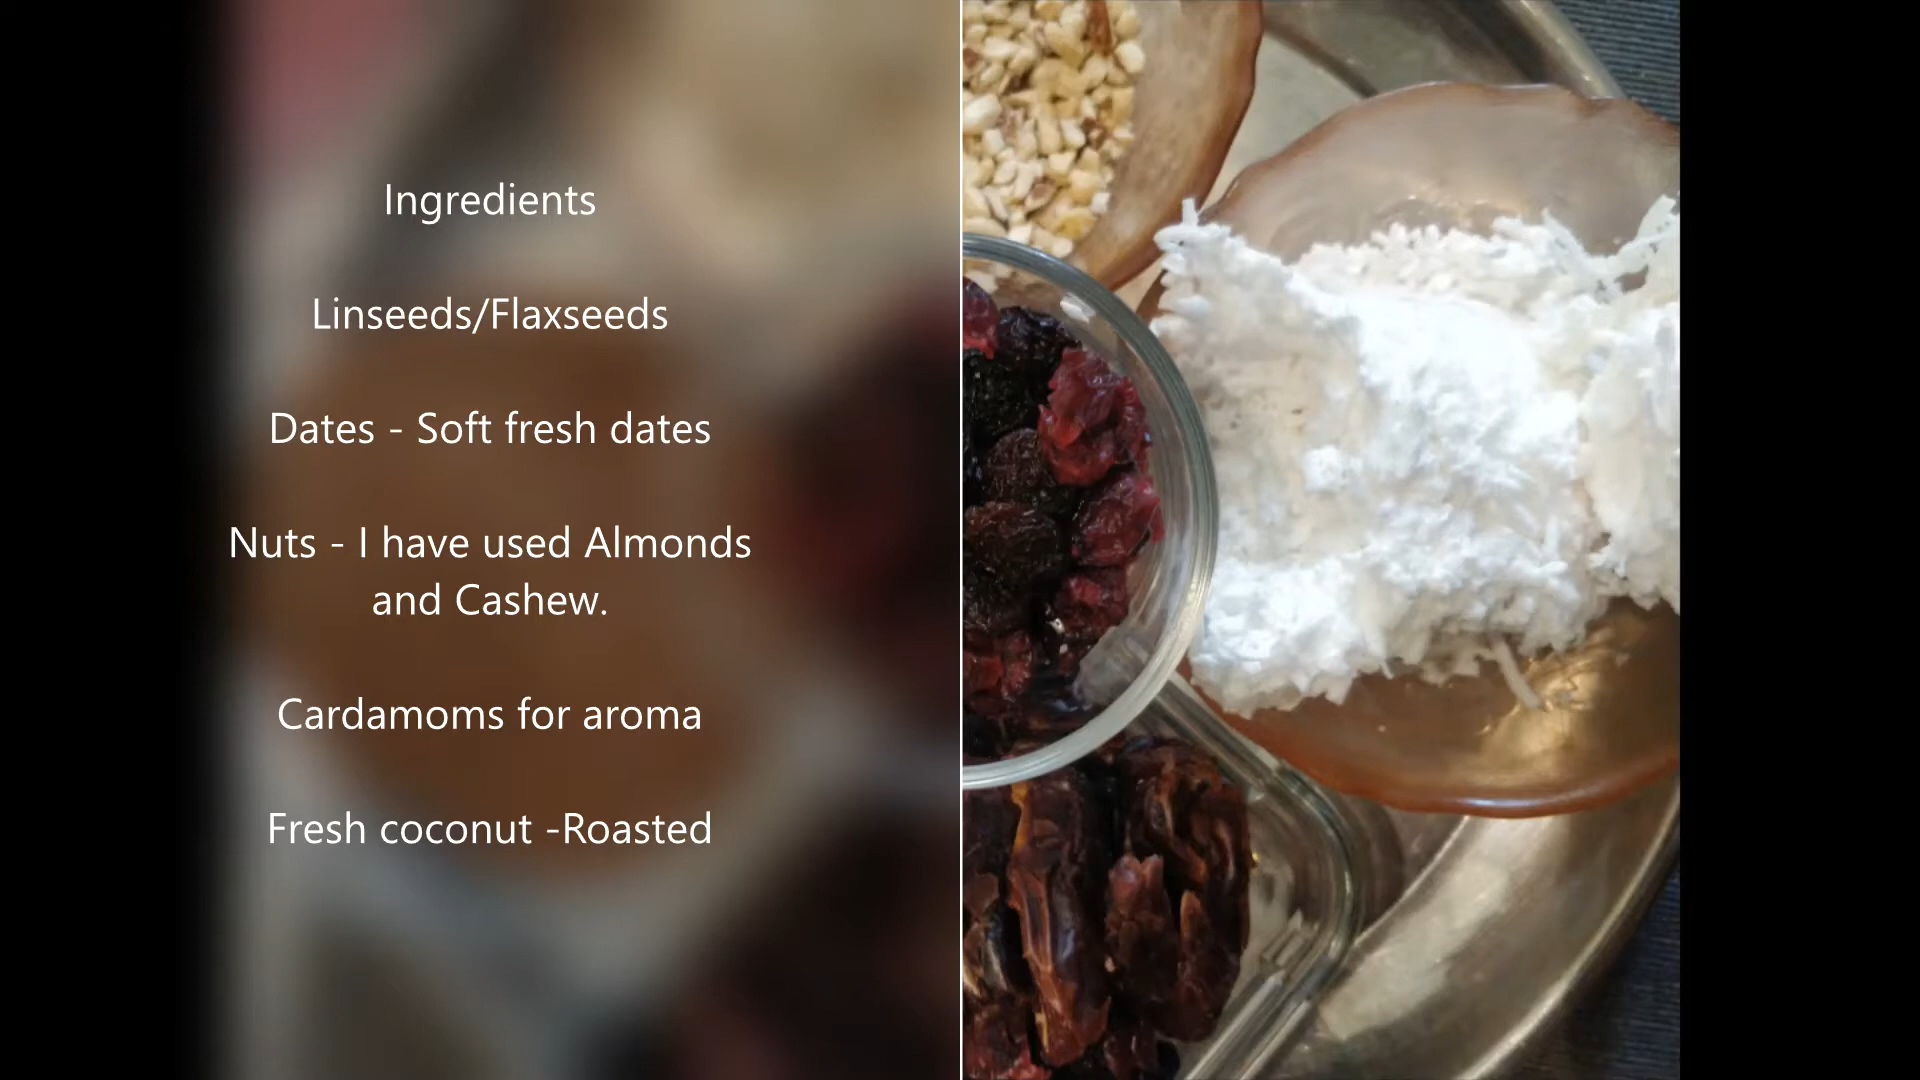 Ingredients
Linseeds/Flaxseeds
Dates - Soft fresh dates
Nuts - I have used Almonds
and Cashew.
Cardamoms for aroma
Fresh coconut -Roasted